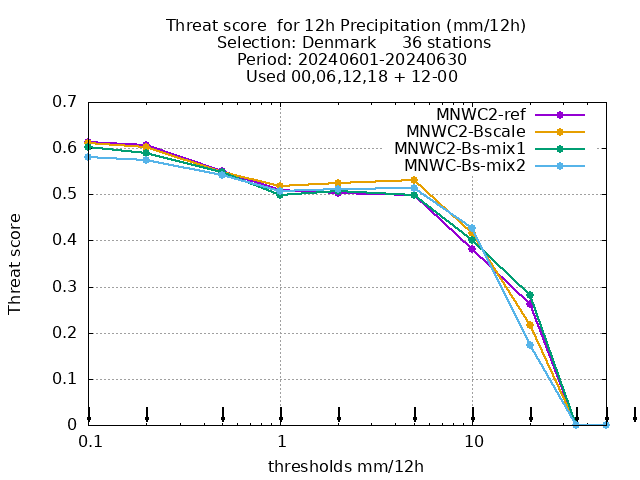 Threat score  for 12h Precipitation (mm/12h)
Selection: Denmark     36 stations
Period: 20240601-20240630
Used 00,06,12,18 + 12-00
MNWC2-ref
MNWC2-Bscale
MNWC2-Bs-mix1
MNWC-Bs-mix2
Threat score
0.7
0.6
0.5
0.4
0.3
0.2
0.1
0
0.1 1 10
thresholds mm/12h